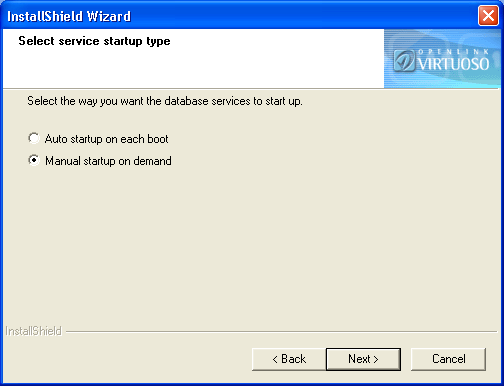 InstallShield Wizard
Select service startup type
OPENLINK
VIRTUOSO
Select the way you want the database services to start up.
Auto startup on each boot
Manual startup on demand
InstallShield
< Back
Next >
Cancel